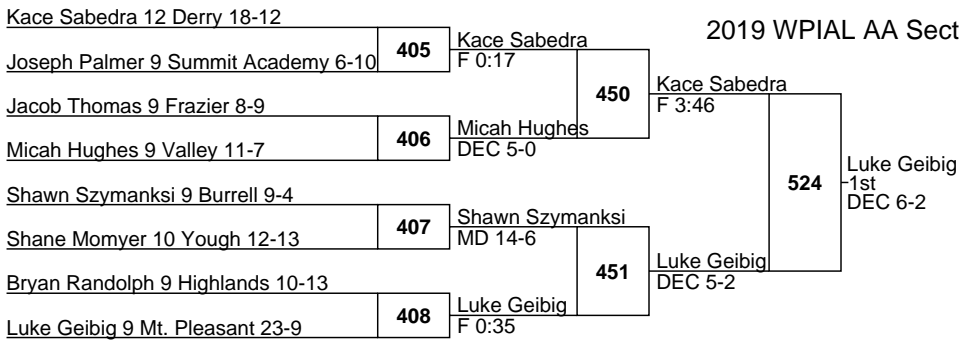 2019 WPIAL AA Sect
Kace Sabedra 12 Derry 18-12
405
Joseph Palmer 9 Summit Academy 6-10
Kace Sabedra
F 0:17
450
Jacob Thomas 9 Frazier 8-9
406
Micah Hughes 9 Valley 11-7
Micah Hughes
DEC 5-0
Kace Sabedra
F 3:46
524
Shawn Szymanksi 9 Burrell 9-4
407
Shane Momyer 10 Yough 12-13
Shawn Szymanksi
MD 14-6
451
Bryan Randolph 9 Highlands 10-13
408
Luke Geibig 9 Mt. Pleasant 23-9
Luke Geibig
F 0:35
Luke Geibig
DEC 5-2
Luke Geibig
1st
DEC 6-2